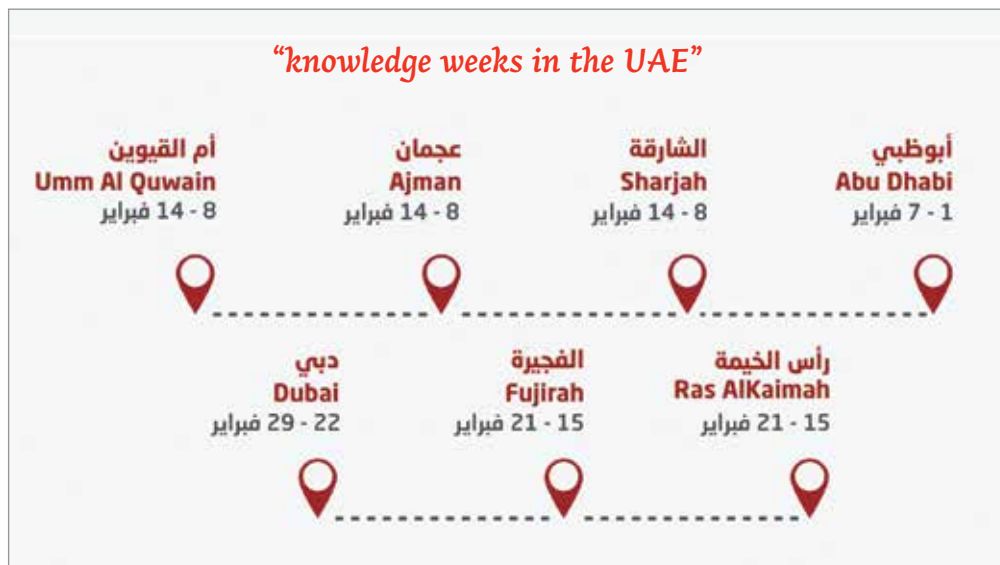 “knowledge weeks in the UAE”
أبوظبي
Abu Dhabi
1 - 7 فبراير
الشارقة
Sharjah
8 - 14 فبراير
عجمان
Ajman
8 - 14 فبراير
أم القيوين
Umm Al Quwain
8 - 14 فبراير
رأس الخيمة
Ras AlKaimah
15 - 21 فبراير
الفجيرة
Fujirah
15 - 21 فبراير
دبي
Dubai
22 - 29 فبراير